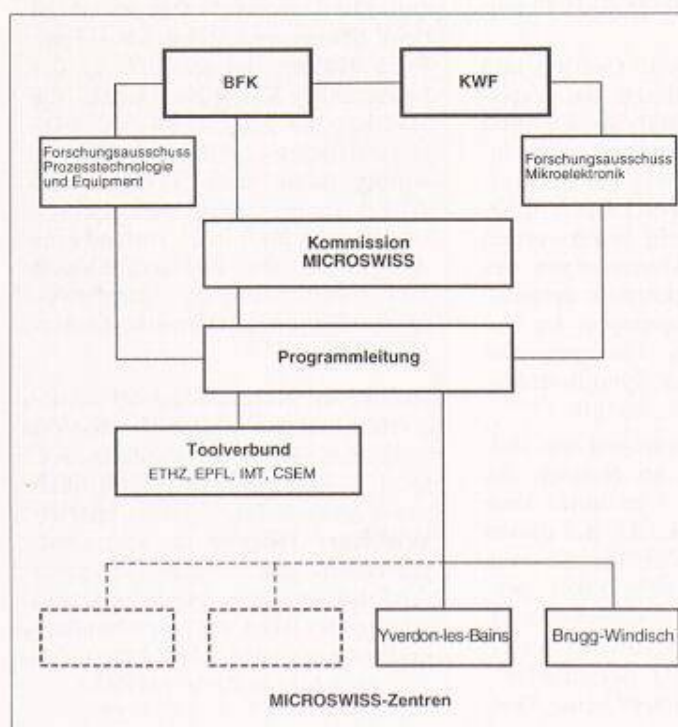 BFK
KWF
Forschungsausschuss
Prozesstechnologie
und Equipment
Forschungsausschuss
Mikroelektronik
Kommission
MICROSWISS
Programmleitung
Toolverbund
ETHZ, EPFL, IMT, CSEM
Yverdon-les-Bains
Brugg-Windisch
MICROSWISS-Zentren